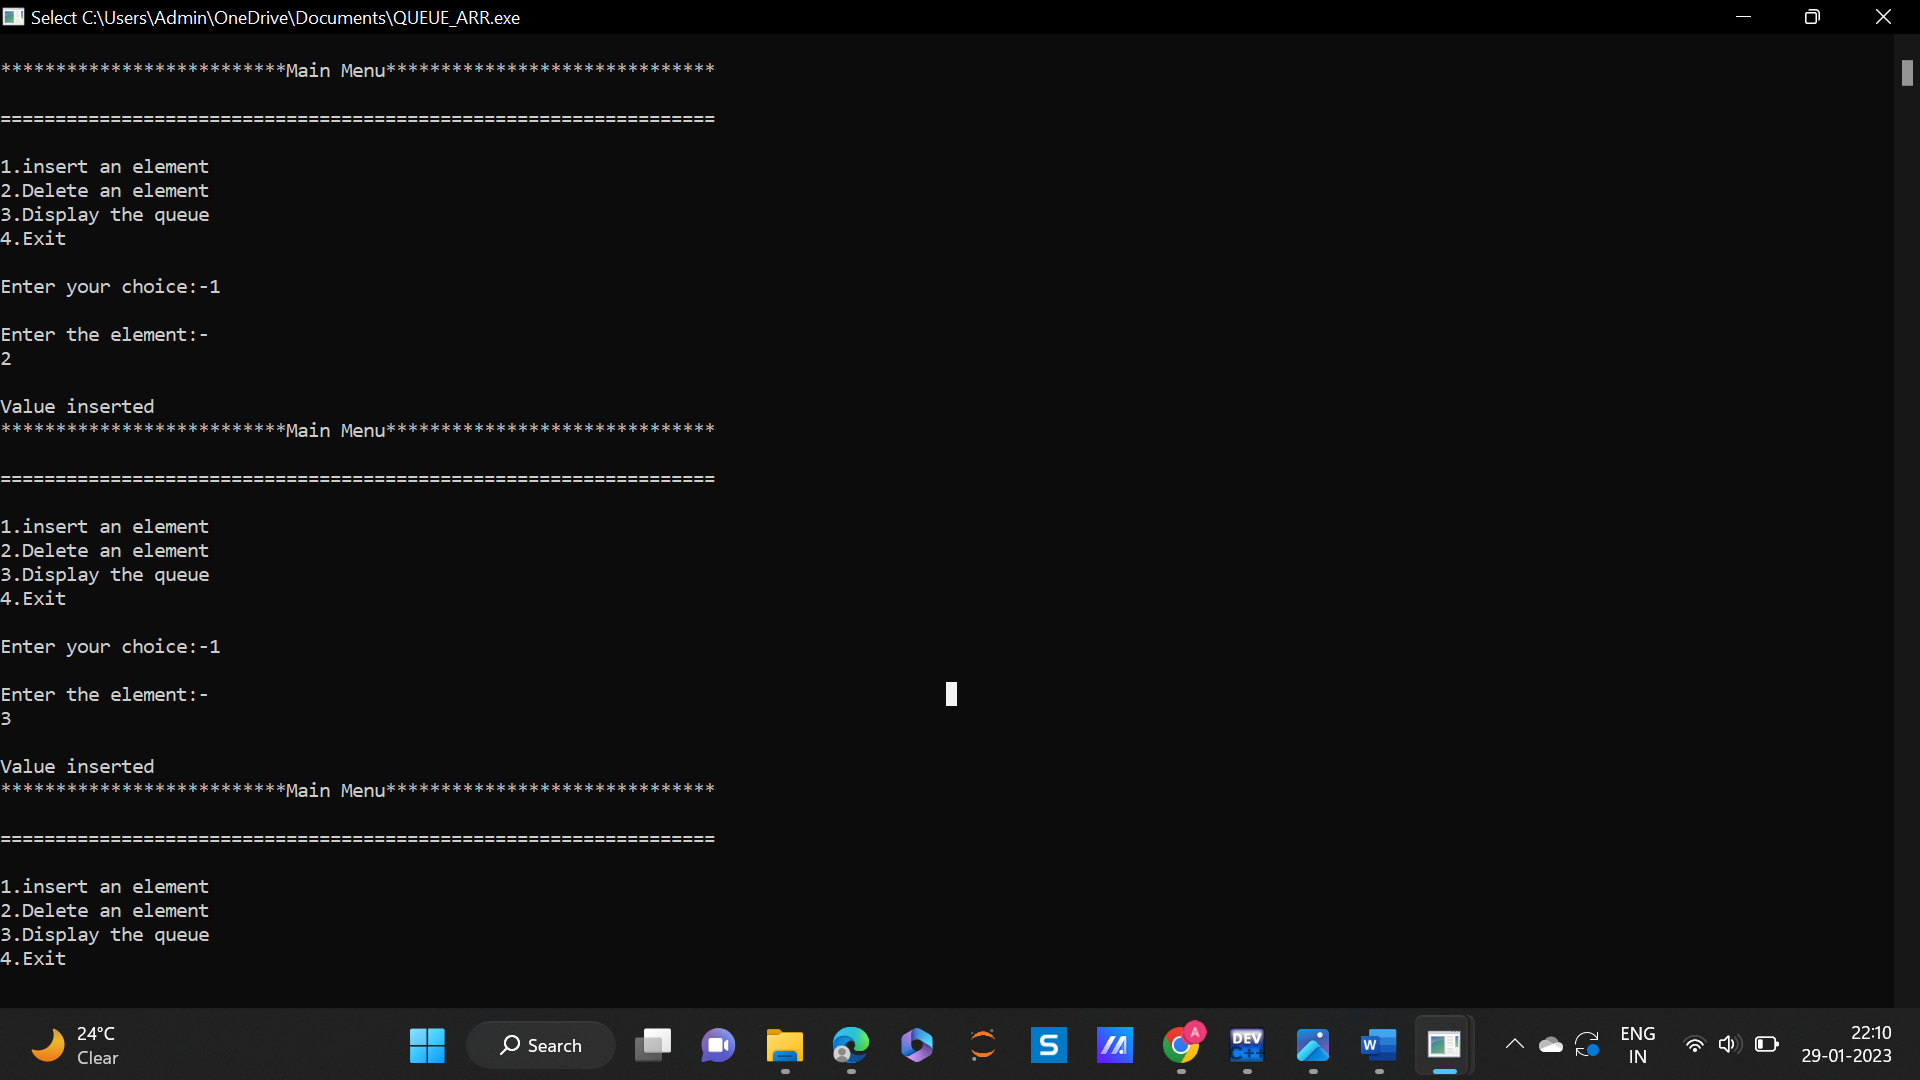 Select C:\Users\Admin\OneDrive\Documents\QUEUE_ARR.exe
**************************Main Menu******************************
=================================================================
1.insert an element
2.Delete an element
3.Display the queue
4.Exit
Enter your choice:-1
Enter the element:-
2
Value inserted
**************************Main Menu******************************
=================================================================
1.insert an element
2.Delete an element
3.Display the queue
4.Exit
Enter your choice:-1
Enter the element:-
3
Value inserted
**************************Main Menu******************************
=================================================================
1.insert an element
2.Delete an element
3.Display the queue
4.Exit
24°C
Clear
Search
S
A
DEV
C++
W
ENG
IN
22:10
29-01-2023